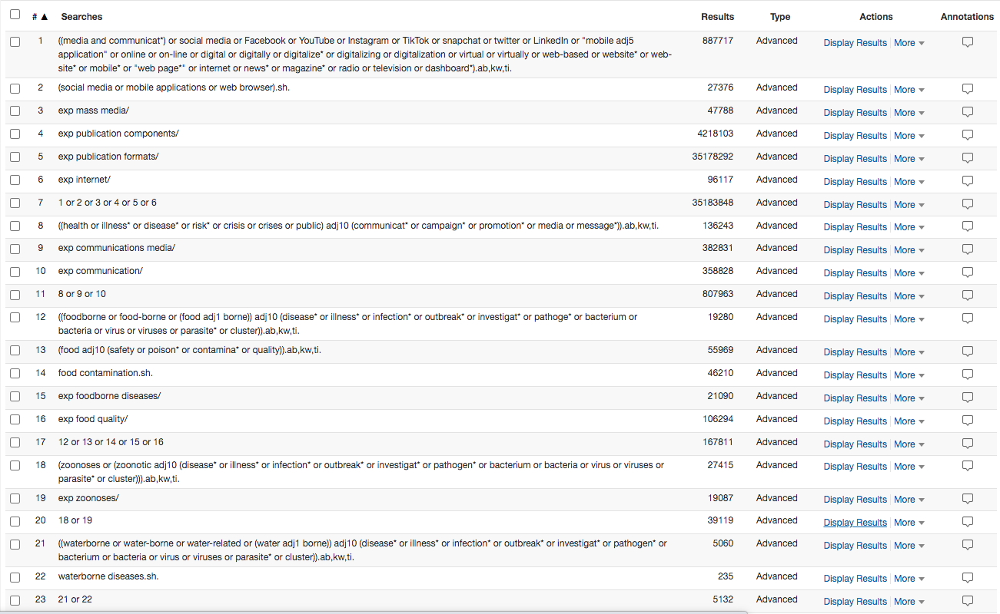 # ▲ Searches Results Type Actions Annotations
1 ((media and communicat*) or social media or Facebook or YouTube or Instagram or TikTok or snapchat or twitter or LinkedIn or "mobile adj5 887717 Advanced Display Results More
application" or online or on-line or digital or digitally or digitalize* or digitalizing or digitalization or virtual or virtually or web-based or website* or web-
site* or mobile* or "web page*" or internet or news* or magazine* or radio or television or dashboard*).ab,kw,ti.
2 (social media or mobile applications or web browser).sh. 27376 Advanced Display Results More
3 exp mass media/ 47788 Advanced Display Results More
4 exp publication components/ 4218103 Advanced Display Results More
5 exp publication formats/ 35178292 Advanced Display Results More
6 exp internet/ 96117 Advanced Display Results More
7 1 or 2 or 3 or 4 or 5 or 6 35183848 Advanced Display Results More
8 ((health or illness* or disease* or risk* or crisis or crises or public) adj10 (communicat* or campaign* or promotion* or media or message*)).ab,kw,ti. 136243 Advanced Display Results More
9 exp communications media/ 382831 Advanced Display Results More
10 exp communication/ 358828 Advanced Display Results More
11 8 or 9 or 10 807963 Advanced Display Results More
12 ((foodborne or food-borne or (food adj1 borne)) adj10 (disease* or illness* or infection* or outbreak* or investigat* or pathoge* or bacterium or 19280 Advanced Display Results More
bacteria or virus or viruses or parasite* or cluster)).ab,kw,ti.
13 (food adj10 (safety or poison* or contamina* or quality)).ab,kw,ti. 55969 Advanced Display Results More
14 food contamination.sh. 46210 Advanced Display Results More
15 exp foodborne diseases/ 21090 Advanced Display Results More
16 exp food quality/ 106294 Advanced Display Results More
17 12 or 13 or 14 or 15 or 16 167811 Advanced Display Results More
18 (zoonoses or (zoonotic adj10 (disease* or illness* or infection* or outbreak* or investigat* or pathogen* or bacterium or bacteria or virus or viruses or 27415 Advanced Display Results More
parasite* or cluster))).ab,kw,ti.
19 exp zoonoses/ 19087 Advanced Display Results More
20 18 or 19 39119 Advanced Display Results More
21 ((waterborne or water-borne or water-related or (water adj1 borne)) adj10 (disease* or illness* or infection* or outbreak* or investigat* or pathogen* or 5060 Advanced Display Results More
bacterium or bacteria or virus or viruses or parasite* or cluster)).ab,kw,ti.
22 waterborne diseases.sh. 235 Advanced Display Results More
23 21 or 22 5132 Advanced Display Results More